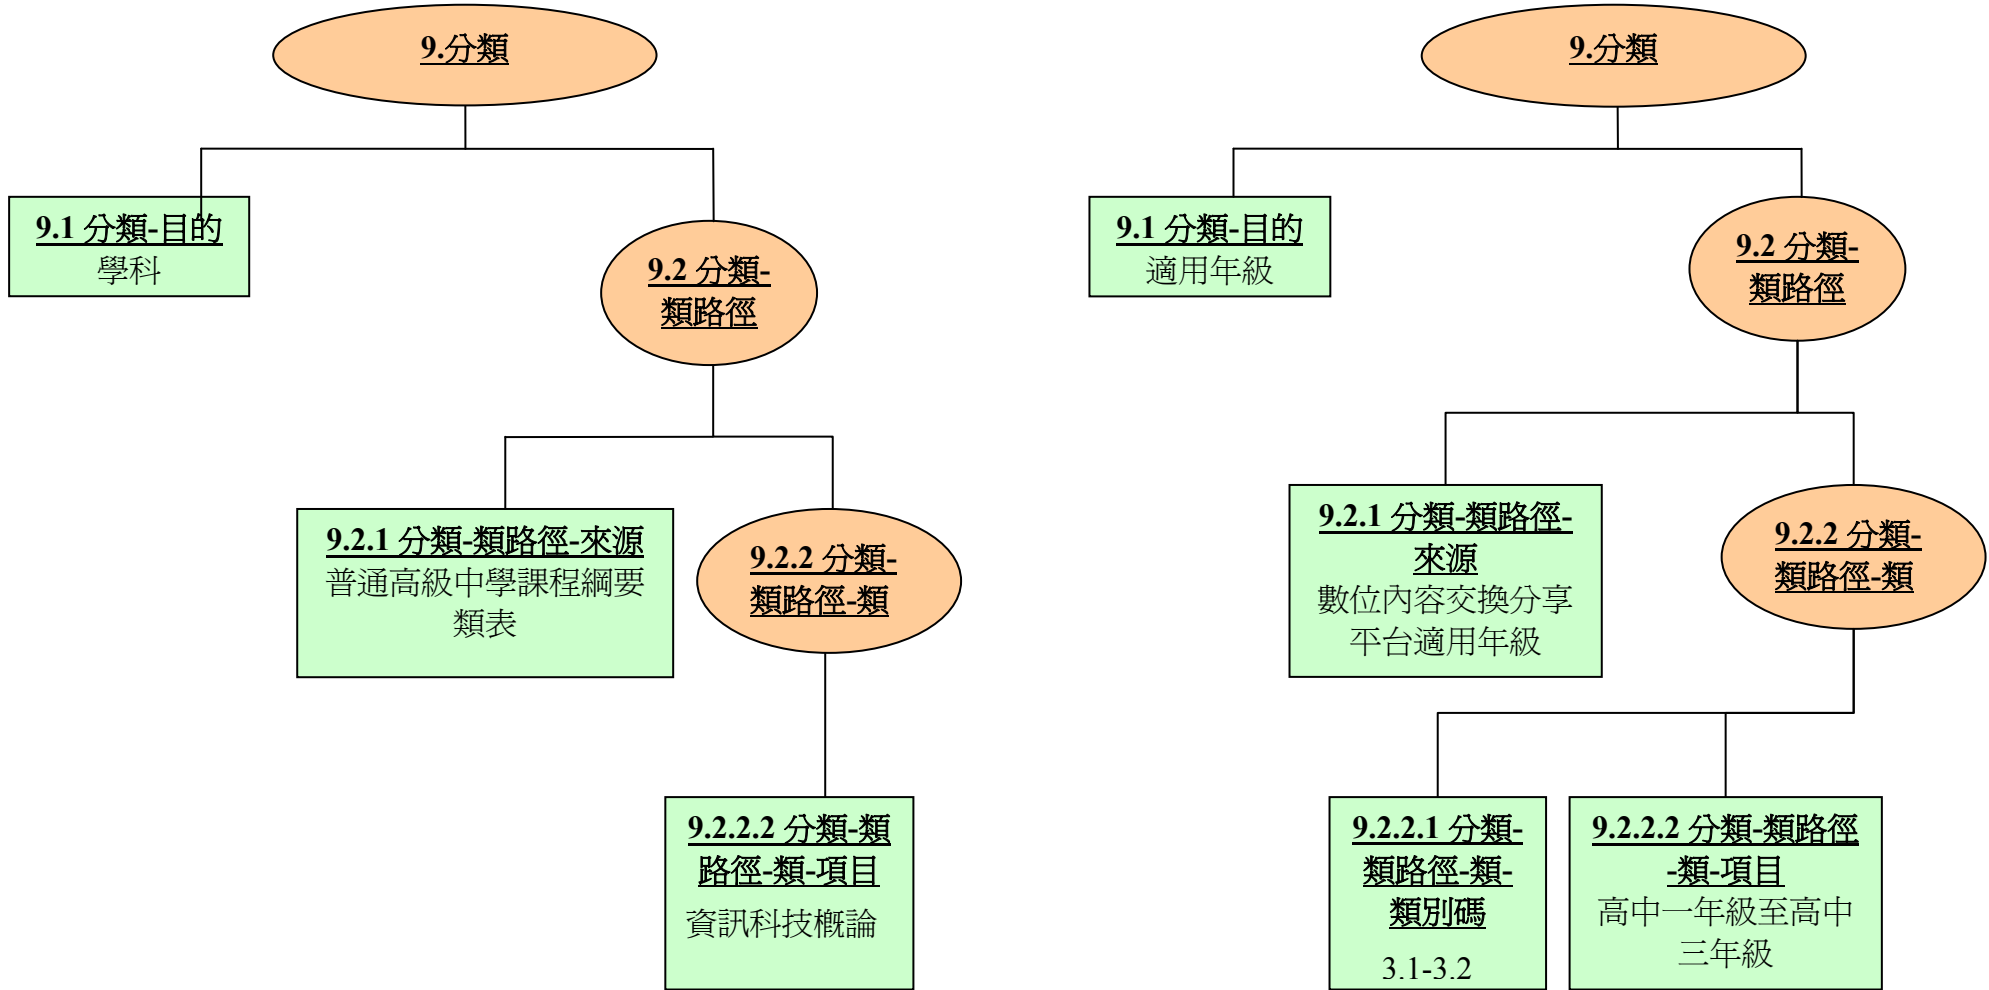 9.分類
9.1 分類-目的
學科
9.2 分類-
類路徑
9.2.1 分類-類路徑-來源
普通高級中學課程綱要
類表
9.2.2 分類-
類路徑-類
9.2.2.2 分類-類
路徑-類-項目
資訊科技概論
9.分類
9.1 分類-目的
適用年級
9.2 分類-
類路徑
9.2.1 分類-類路徑-
來源
數位內容交換分享
平台適用年級
9.2.2 分類-
類路徑-類
9.2.2.1 分類-
類路徑-類-
類別碼
3.1-3.2
9.2.2.2 分類-類路徑
-類-項目
高中一年級至高中
三年級